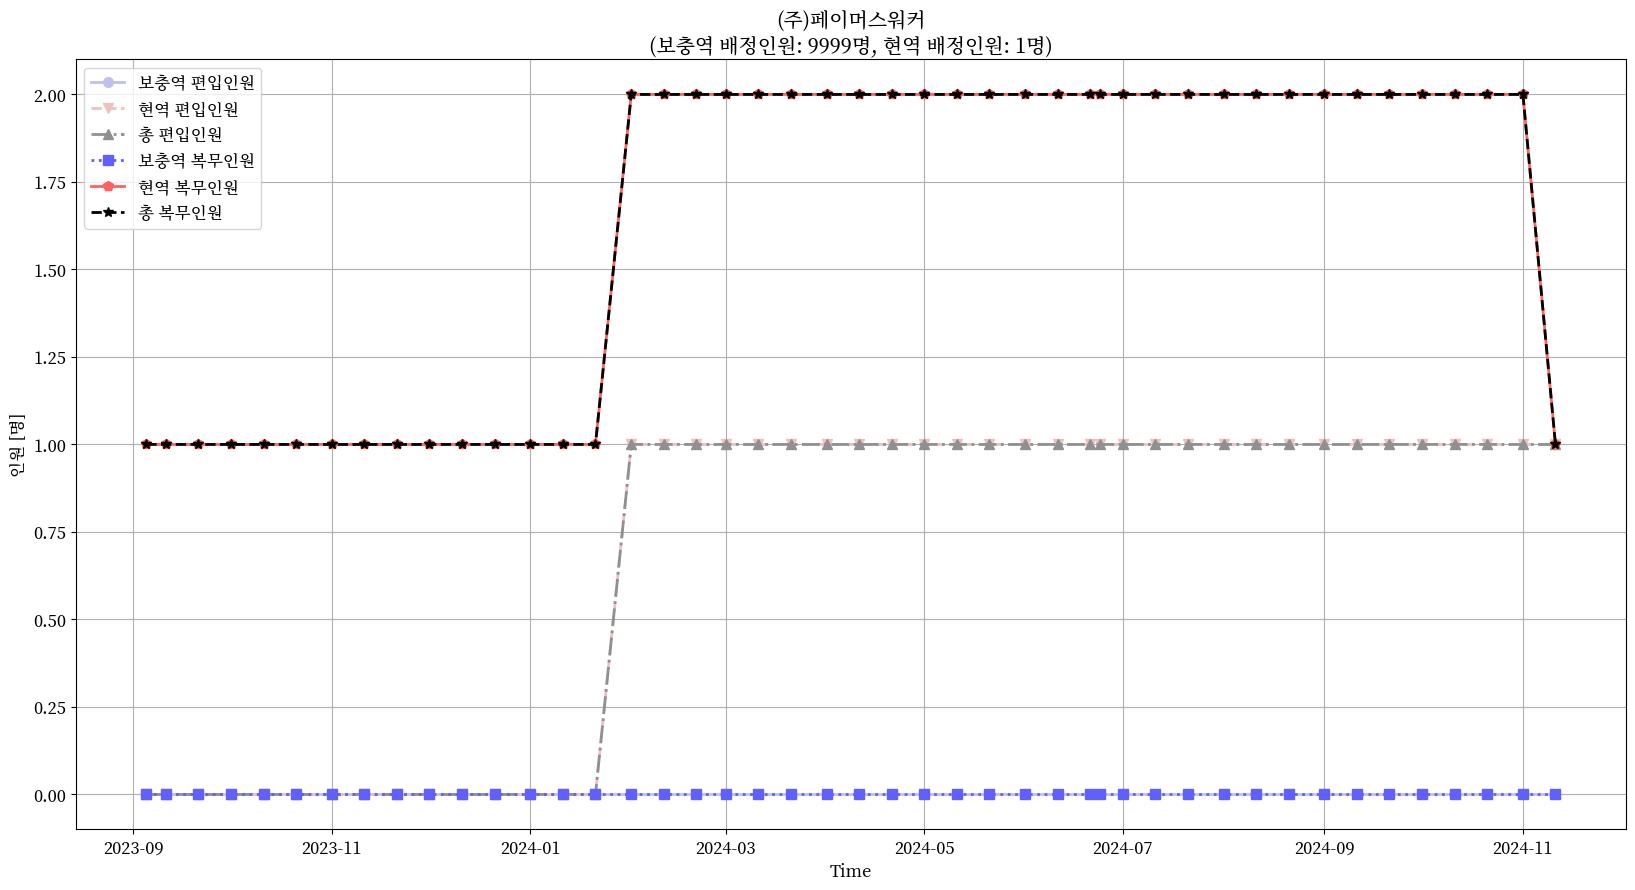 (주)페이머스워커
(보충역 배정인원: 9999명, 현역 배정인원: 1명)
보충역 편입인원
현역 편입인원
총 편입인원
보충역 복무인원
현역 복무인원
총 복무인원
2.00
1.75
1.50
1.25
1.00
0.75
0.50
0.25
0.00
인원 [명]
2023-09 2023-11 2024-01 2024-03 2024-05 2024-07 2024-09 2024-11
Time